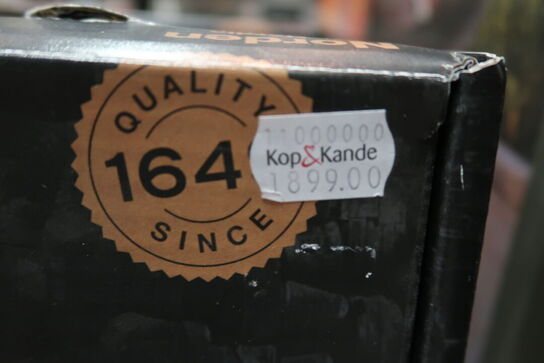 Norden
QUALITY
164
SINCE
11000000
Kop&Kande
1899.00